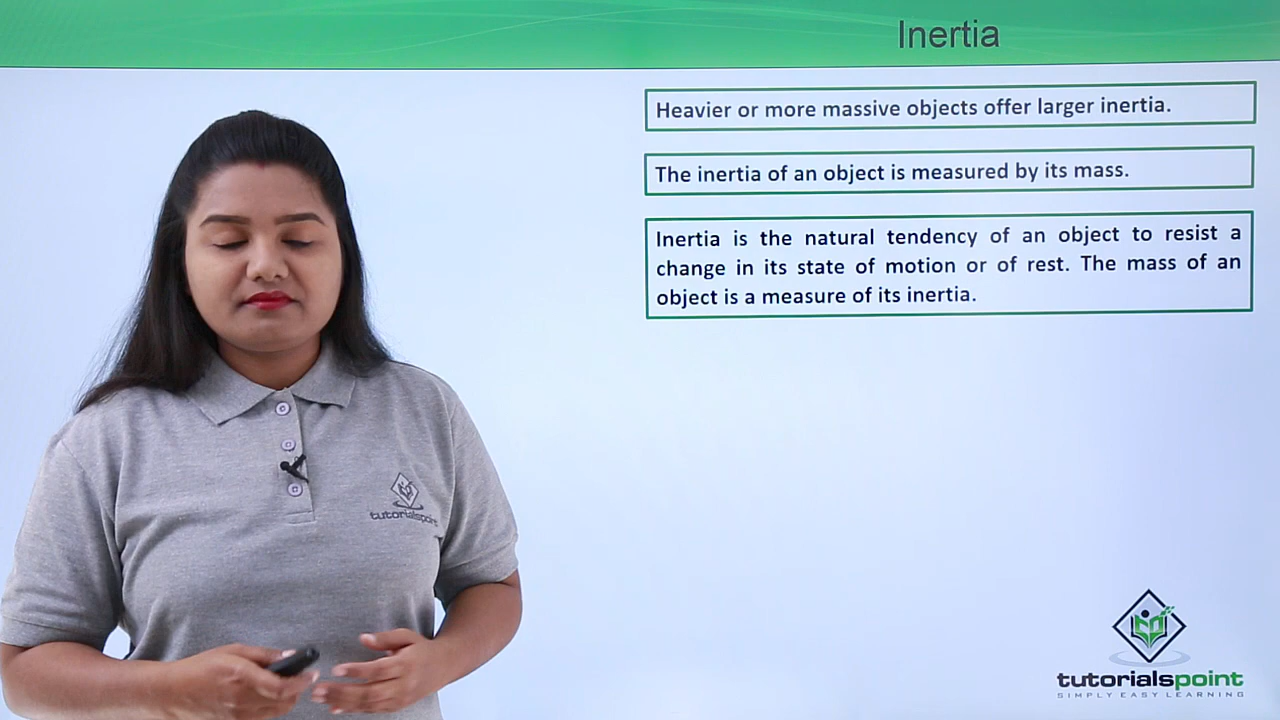 Inertia
Heavier or more massive objects offer larger inertia.
The inertia of an object is measured by its mass.
Inertia is the natural tendency of an object to resist a
change in its state of motion or of rest. The mass of an
object is a measure of its inertia.
tutorialspoint
tutorialspoint
SIMPLY EASY LEARNING